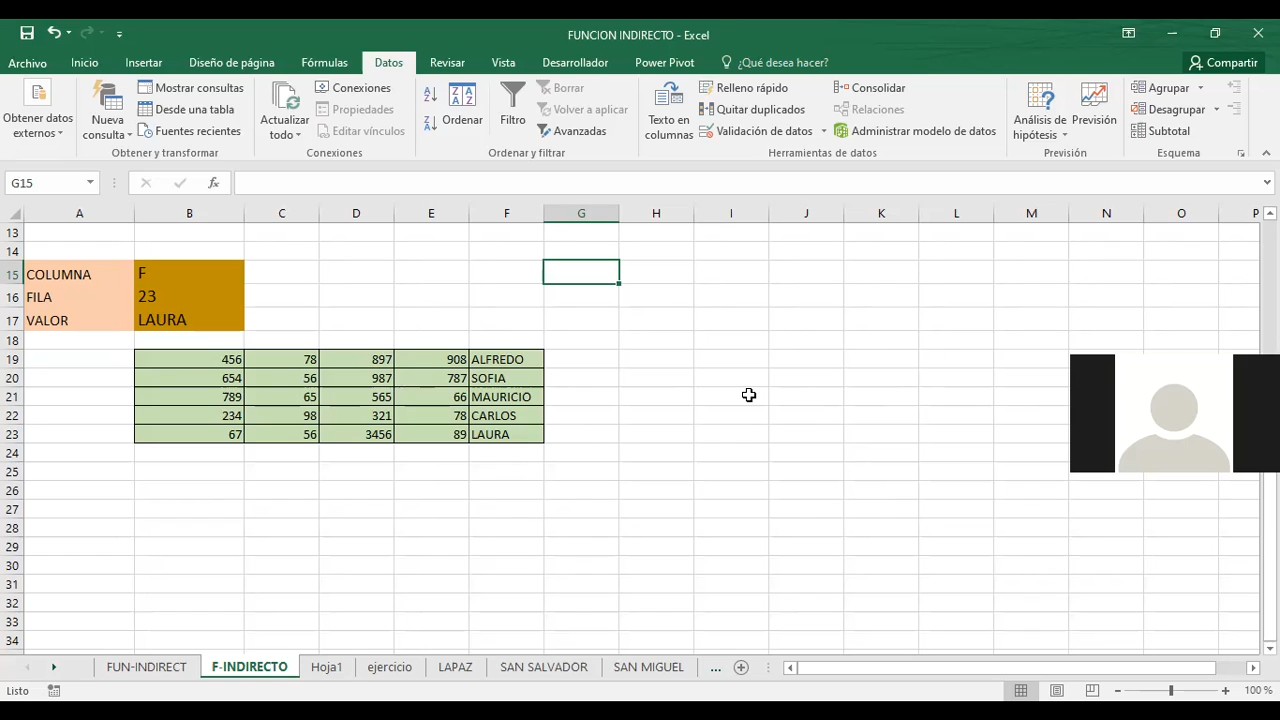 FUNCION INDIRECTO - Excel
Archivo Inicio Insertar Diseño de página Fórmulas Datos Revisar Vista Desarrollador Power Pivot ¿Qué desea hacer? Compartir
Obtener datos externos
Nueva consulta
Mostrar consultas
Desde una tabla
Fuentes recientes
Obtener y transformar
Actualizar todo
Conexiones
Propiedades
Editar vínculos
Conexiones
Ordenar
Filtro
Borrar
Volver a aplicar
Avanzadas
Ordenar y filtrar
Texto en columnas
Relleno rápido
Quitar duplicados
Validación de datos
Consolidar
Relaciones
Administrar modelo de datos
Herramientas de datos
Análisis de hipótesis
Previsión
Previsión
Agrupar
Desagrupar
Subtotal
Esquema
G15
A B C D E F G H I J K L M N O P
13
14
15 COLUMNA F
16 FILA 23
17 VALOR LAURA
18
19 456 78 897 908 ALFREDO
20 654 56 987 787 SOFIA
21 789 65 565 66 MAURICIO
22 234 98 321 78 CARLOS
23 67 56 3456 89 LAURA
24
25
26
27
28
29
30
31
32
33
34
FUN-INDIRECT F-INDIRECTO Hoja1 ejercicio LAPAZ SAN SALVADOR SAN MIGUEL ...
Listo 100 %